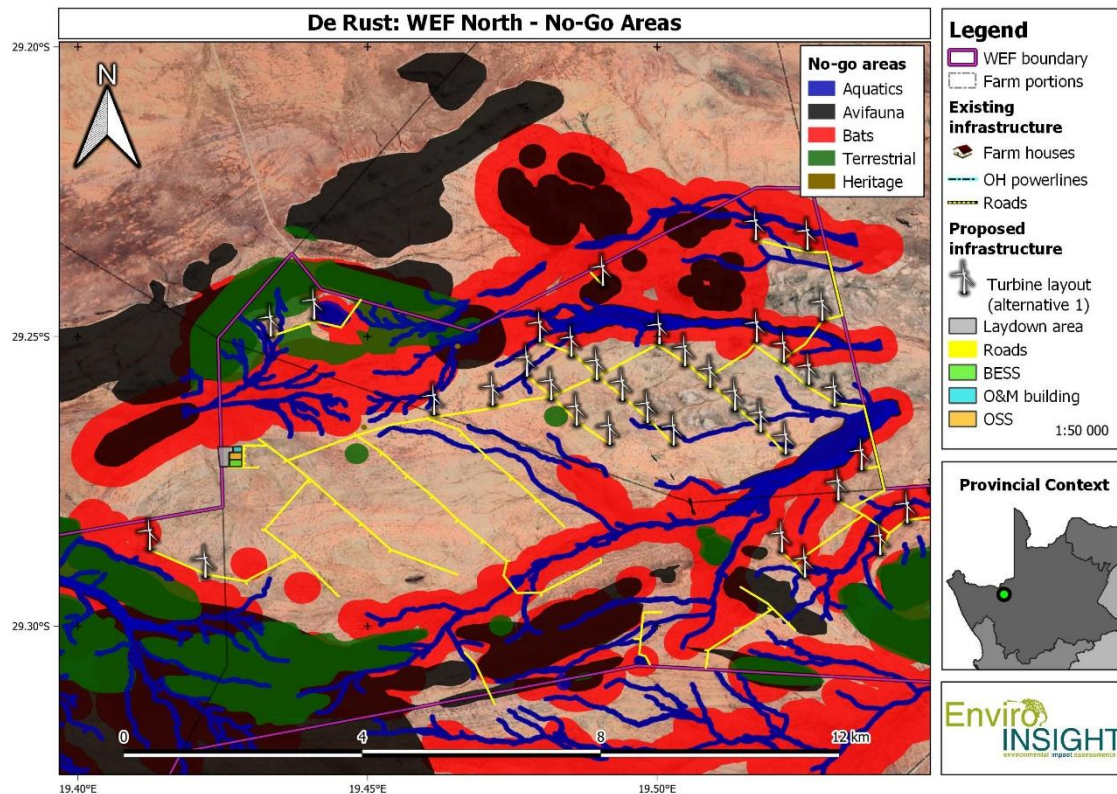 De Rust: WEF North - No-Go Areas
29.20°S
29.25°S
29.30°S
19.40°E
19.45°E
19.50°E
N
No-go areas
Aquatics
Avifauna
Bats
Terrestrial
Heritage
0
4
8
12 km
Legend
WEF boundary
Farm portions
Existing
infrastructure
Farm houses
OH powerlines
Roads
Proposed
infrastructure
Turbine layout
(alternative 1)
Laydown area
Roads
BESS
O&M building
OSS
1:50 000
Provincial Context
Enviro
INSIGHT
environmental impact assessments